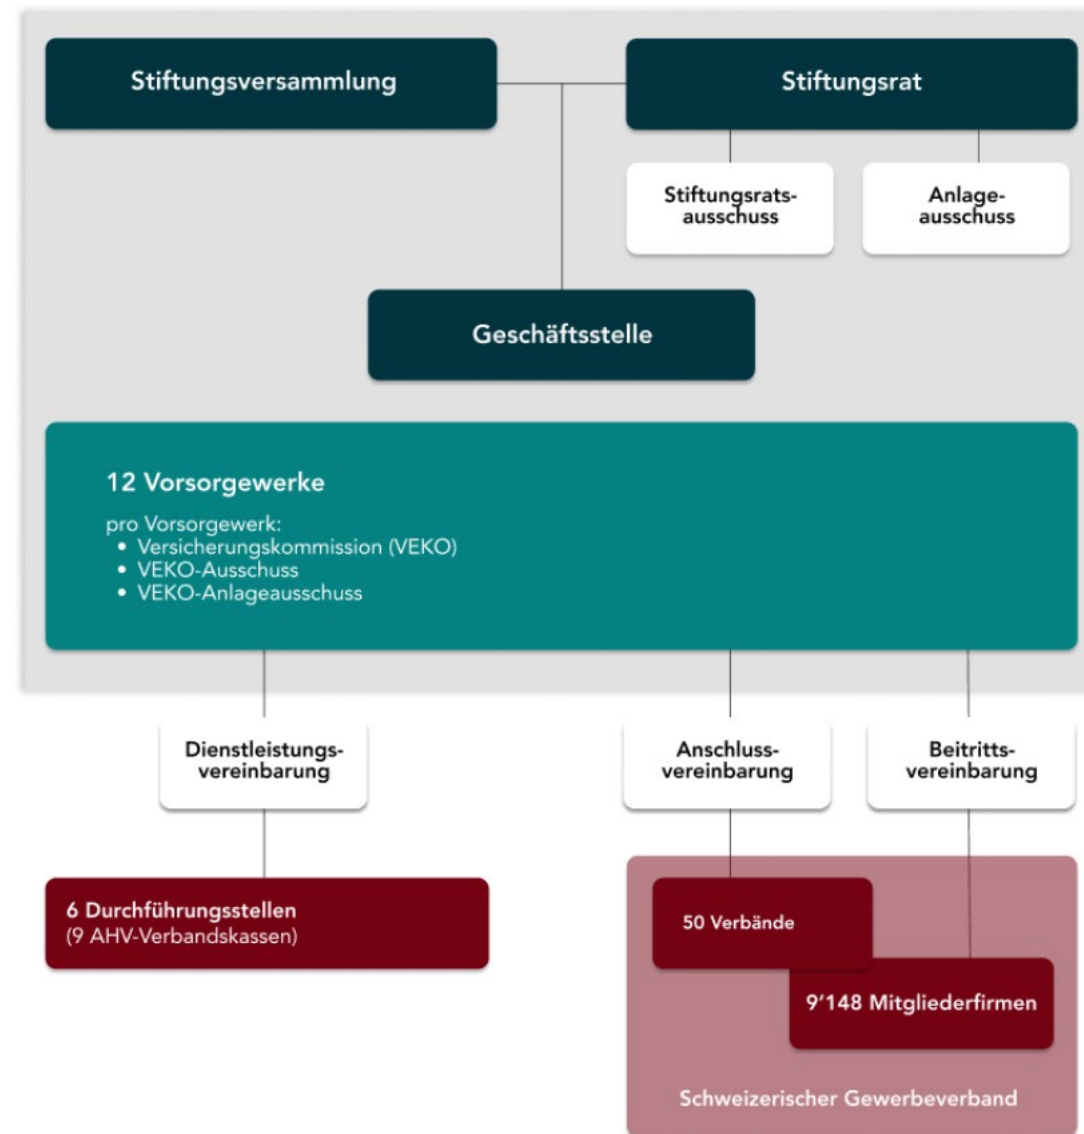 Stiftungsversammlung
Stiftungsrat
Stiftungsrats-
ausschuss
Anlage-
ausschuss
Geschäftsstelle
12 Vorsorgewerke
pro Vorsorgewerk:
• Versicherungskommission (VEKO)
• VEKO-Ausschuss
• VEKO-Anlageausschuss
Dienstleistungs-
vereinbarung
Anschluss-
vereinbarung
Beitritts-
vereinbarung
6 Durchführungsstellen
(9 AHV-Verbandskassen)
50 Verbände
9'148 Mitgliederfirmen
Schweizerischer Gewerbeverband